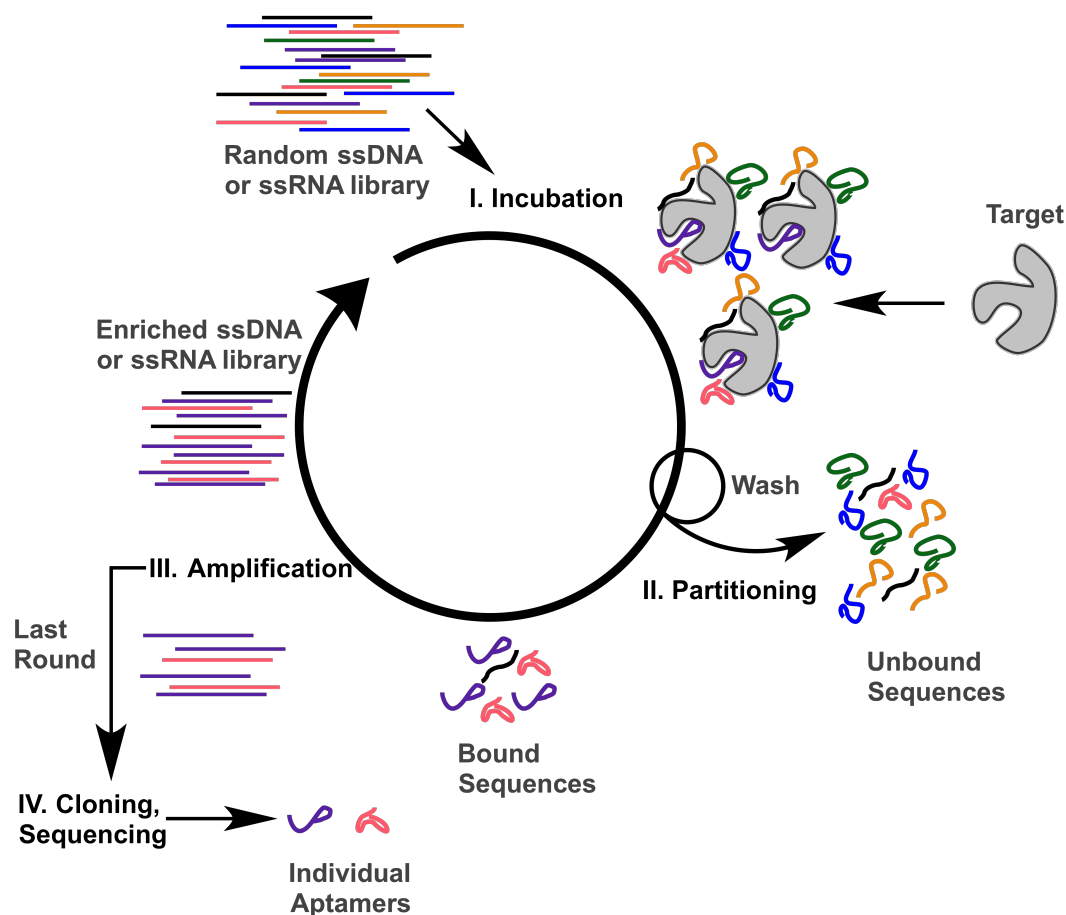 Random ssDNA
or ssRNA library
I. Incubation
Target
Enriched ssDNA
or ssRNA library
Wash
III. Amplification
II. Partitioning
Last
Round
Unbound
Sequences
Bound
Sequences
IV. Cloning,
Sequencing
Individual
Aptamers